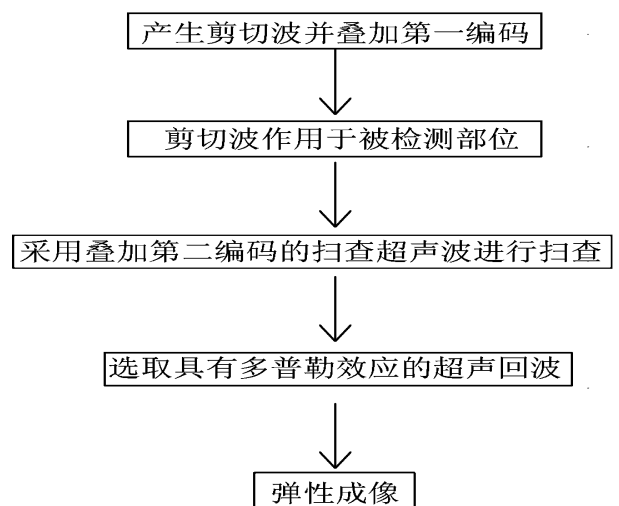 产生剪切波并叠加第一编码
剪切波作用于被检测部位
采用叠加第二编码的扫查超声波进行扫查
选取具有多普勒效应的超声回波
弹性成像